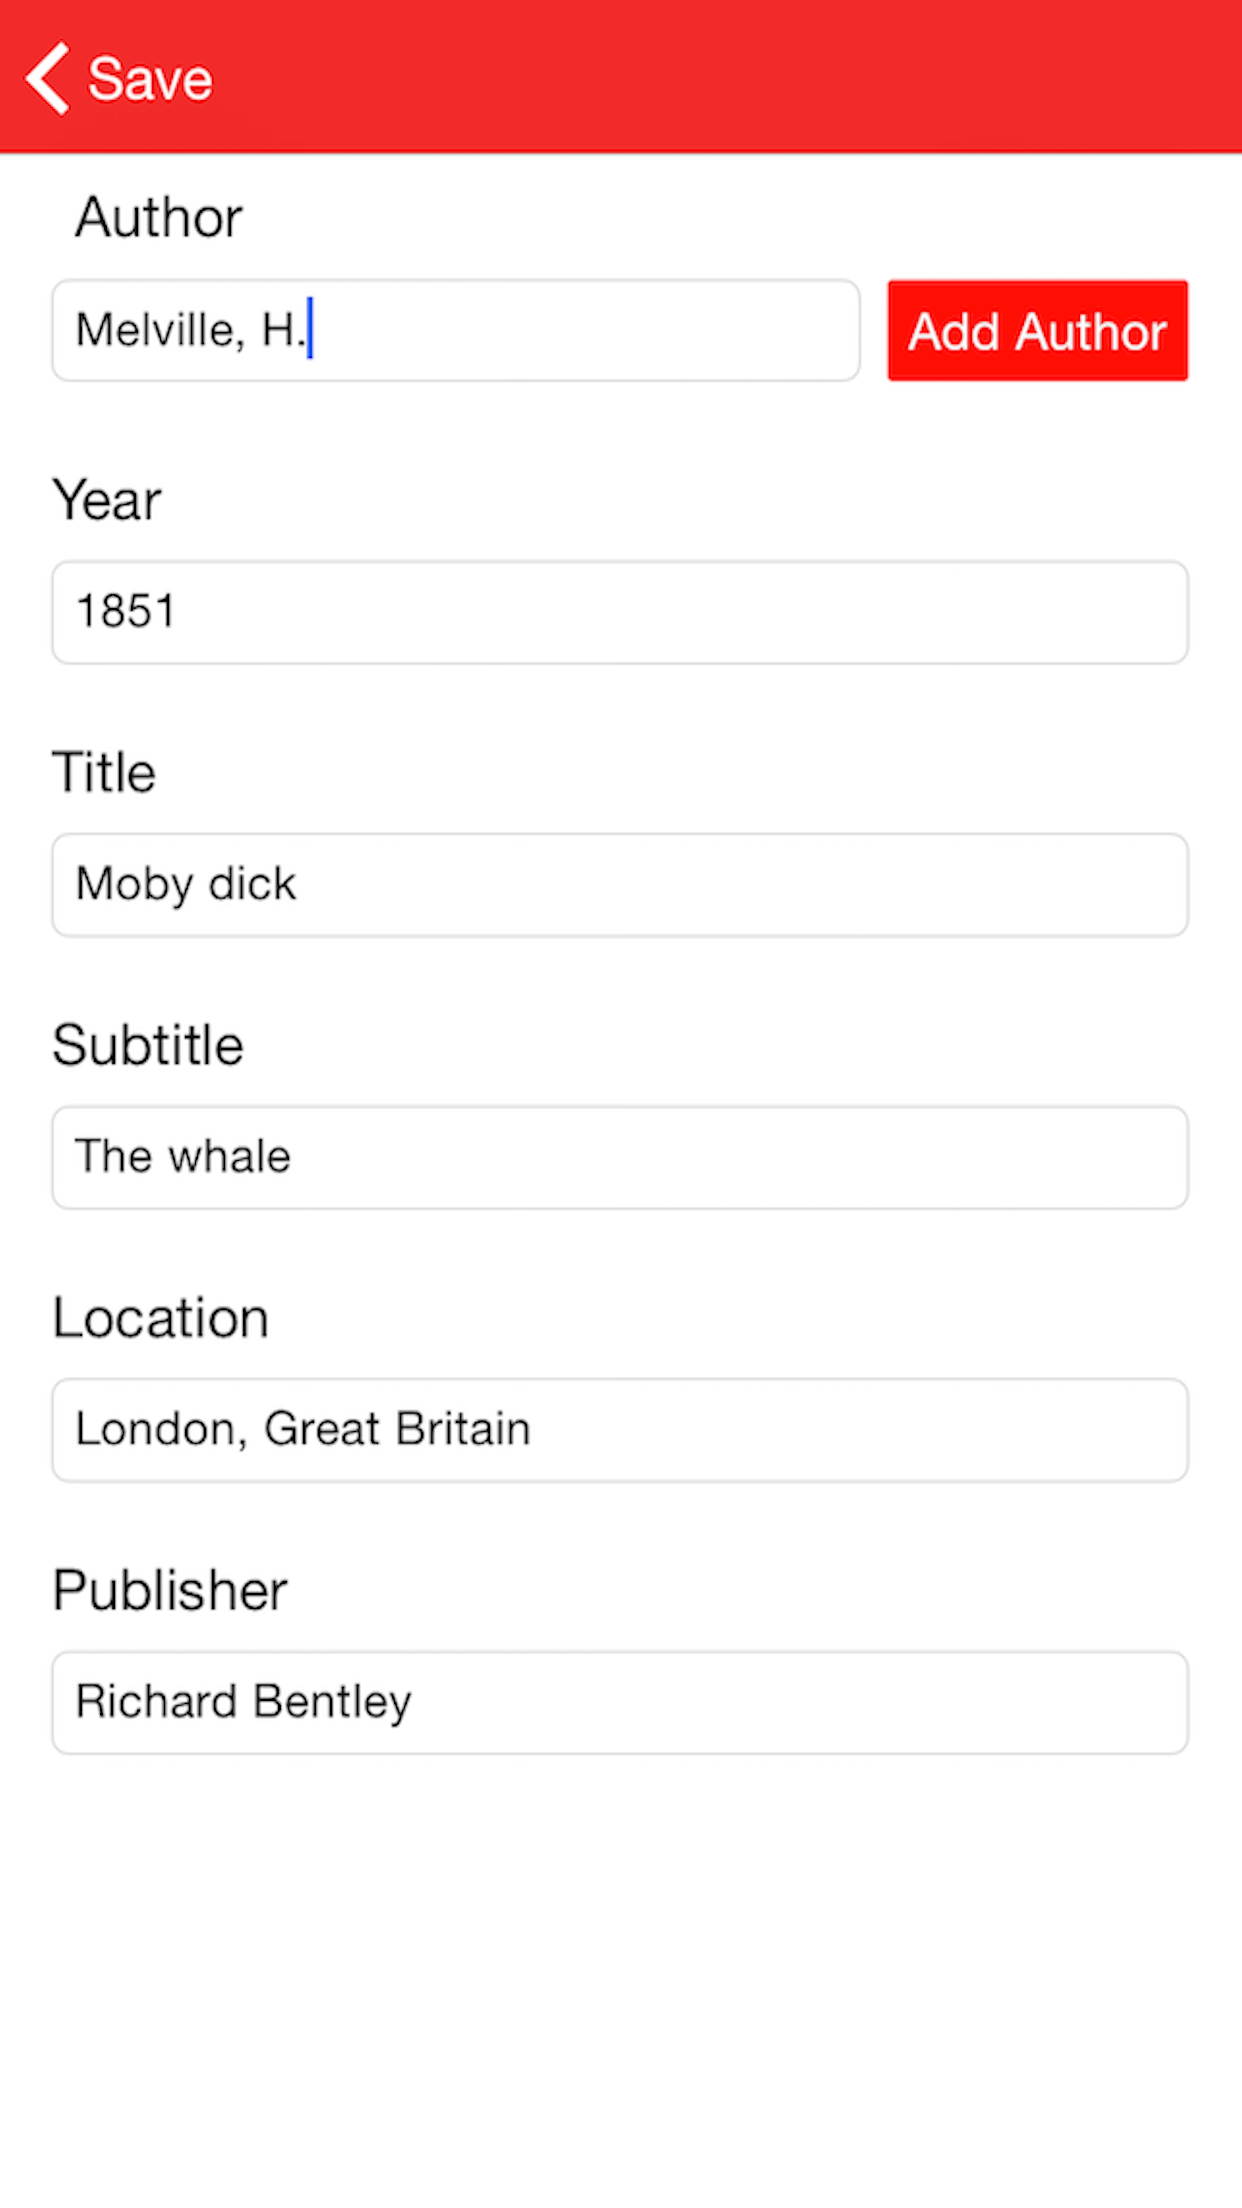 Save
Author
Melville, H.
Add Author
Year
1851
Title
Moby dick
Subtitle
The whale
Location
London, Great Britain
Publisher
Richard Bentley